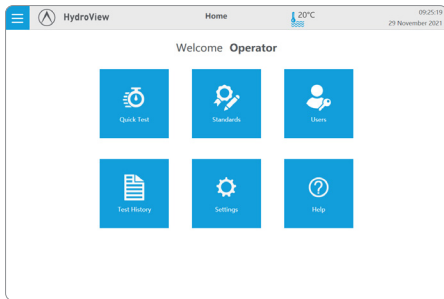 HydroView
Home
20°C
09:25:19
29 November 2021
Welcome Operator
Quick Test
Standards
Users
Test History
Settings
Help